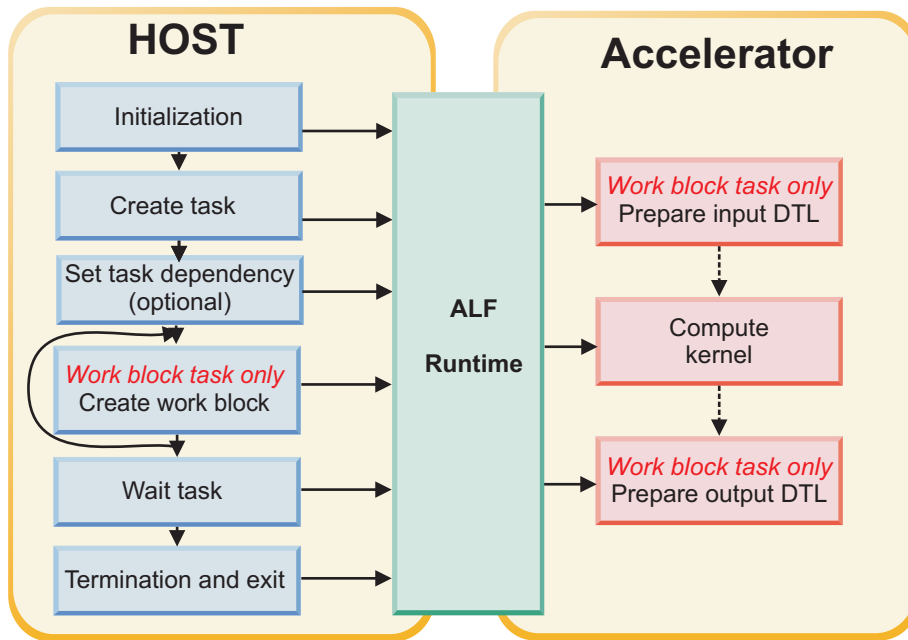 HOST
Initialization
Create task
Set task dependency
(optional)
Work block task only
Create work block
Wait task
Termination and exit
ALF
Runtime
Accelerator
Work block task only
Prepare input DTL
Compute
kernel
Work block task only
Prepare output DTL